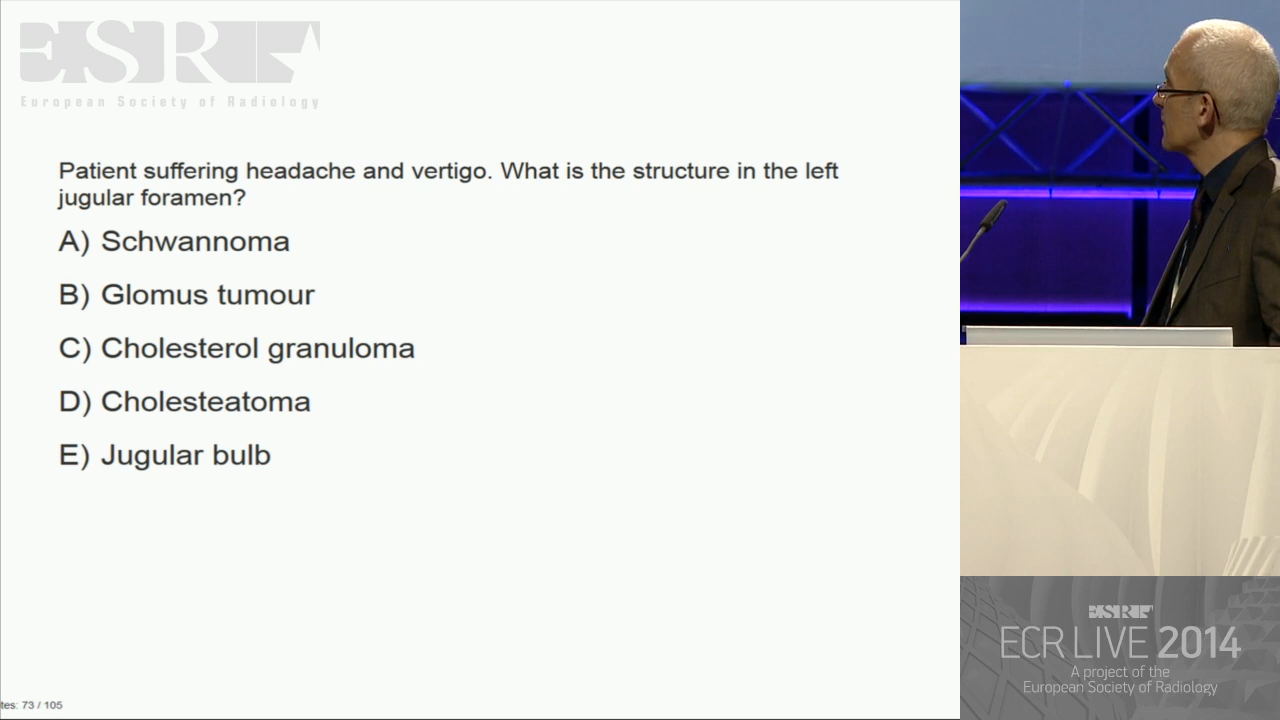 ESR
European Society of Radiology
Patient suffering headache and vertigo. What is the structure in the left
jugular foramen?
A) Schwannoma
B) Glomus tumour
C) Cholesterol granuloma
D) Cholesteatoma
E) Jugular bulb
tes: 73 / 105
ESR
ECR LIVE 2014
A project of the
European Society of Radiology